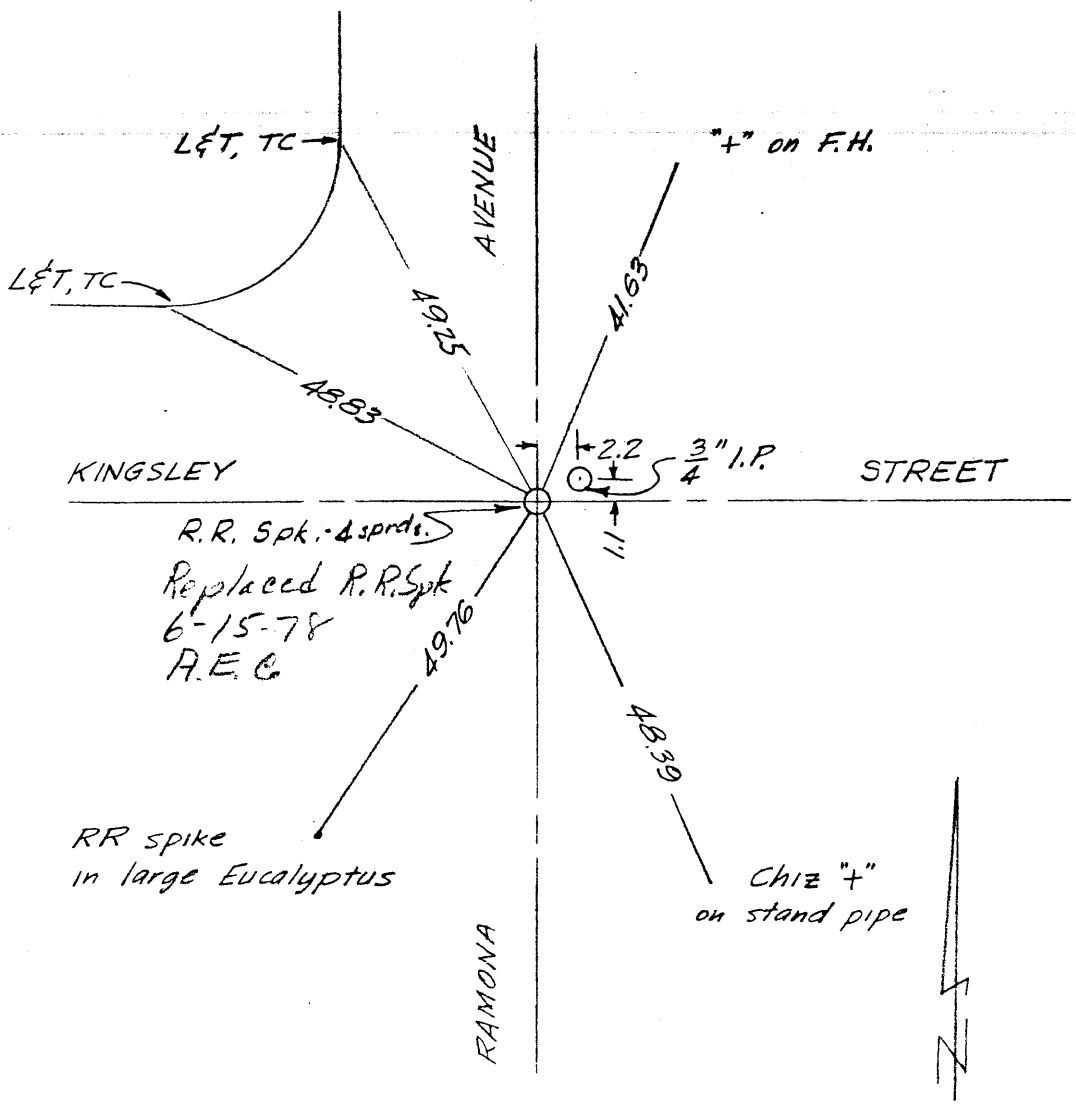 L&T, TC
AVENUE
"+" on F.H.
L&T, TC
49.25
41.63
48.83
2.2
3/4" I.P.
KINGSLEY
STREET
R.R. Spk.-4 sprds.
1.1
Replaced R.R.Spk
6-15-78
A.E.C.
49.76
48.39
RR spike
in large Eucalyptus
Chiz "+"
on stand pipe
RAMONA
N